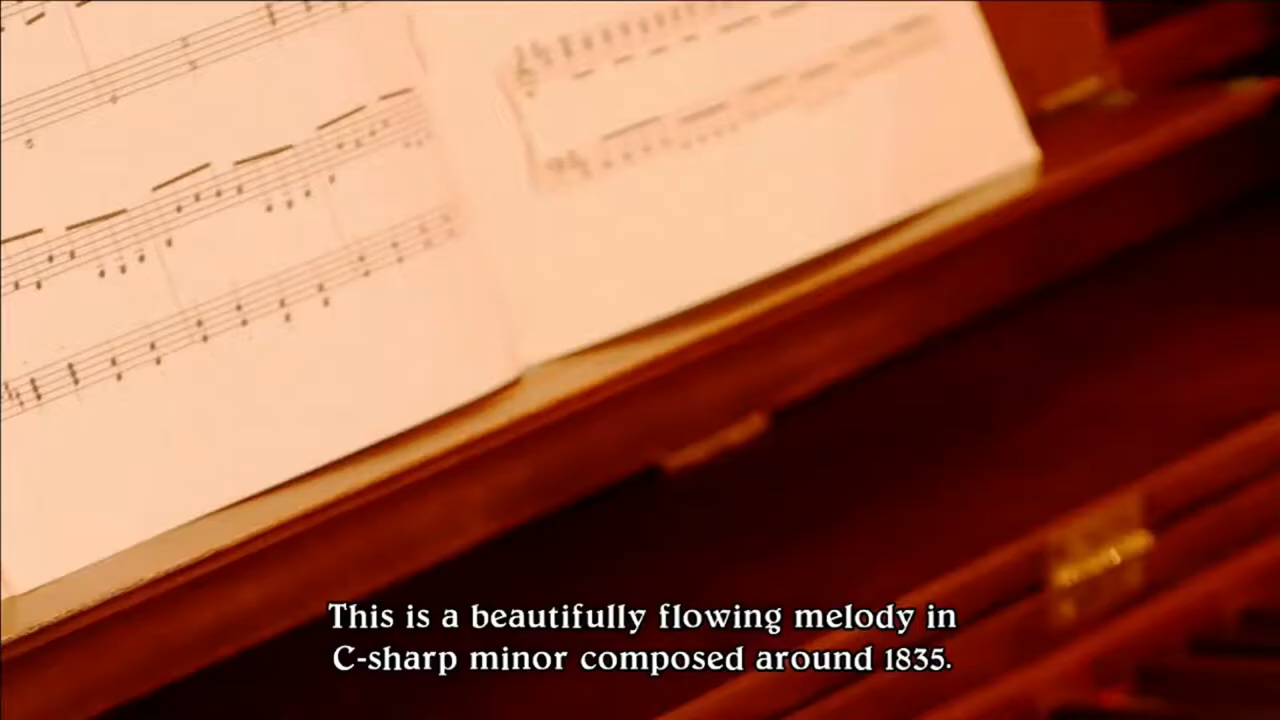 This is a beautifully flowing melody in
C-sharp minor composed around 1835.